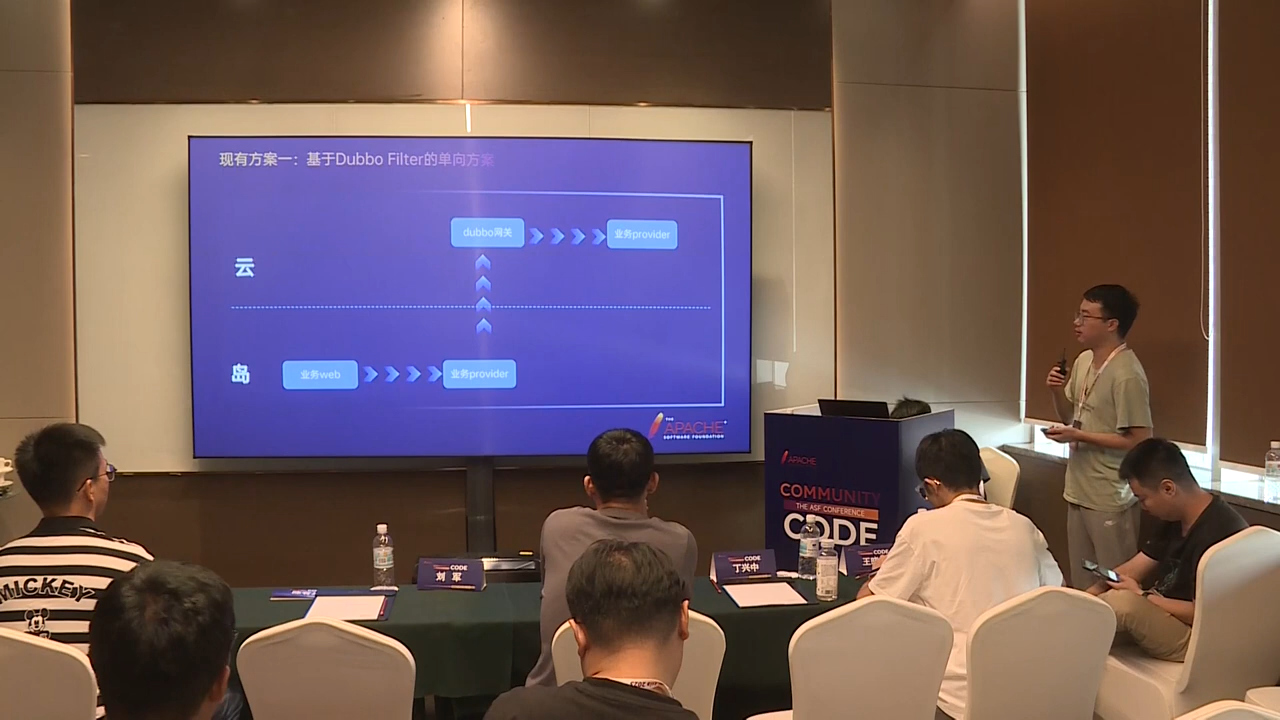 现有方案一：基于Dubbo Filter的单向方案
dubbo网关
业务provider
云
岛
业务web
业务provider
THE
APACHE
SOFTWARE FOUNDATION
APACHE
COMMUNITY
THE ASF CONFERENCE
CODE
CODE
刘 军
CODE
丁兴中
CODE
王
MICKEY